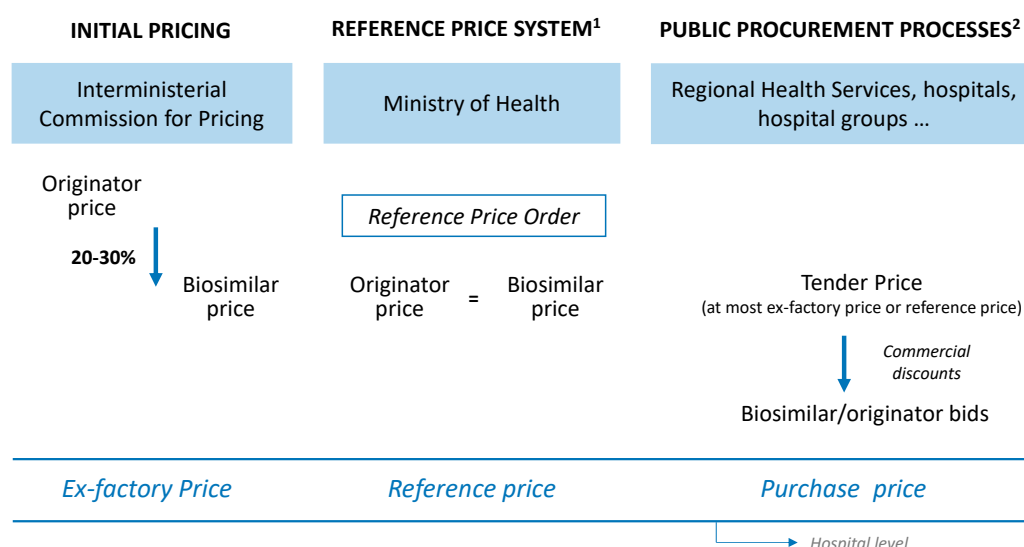 INITIAL PRICING
REFERENCE PRICE SYSTEM1
PUBLIC PROCUREMENT PROCESSES2
Interministerial
Commission for Pricing
Ministry of Health
Regional Health Services, hospitals,
hospital groups ...
Originator
price
20-30%
Biosimilar
price
Reference Price Order
Originator
price
=
Biosimilar
price
Tender Price
(at most ex-factory price or reference price)
Commercial
discounts
Biosimilar/originator bids
Ex-factory Price
Reference price
Purchase price
Hospital level